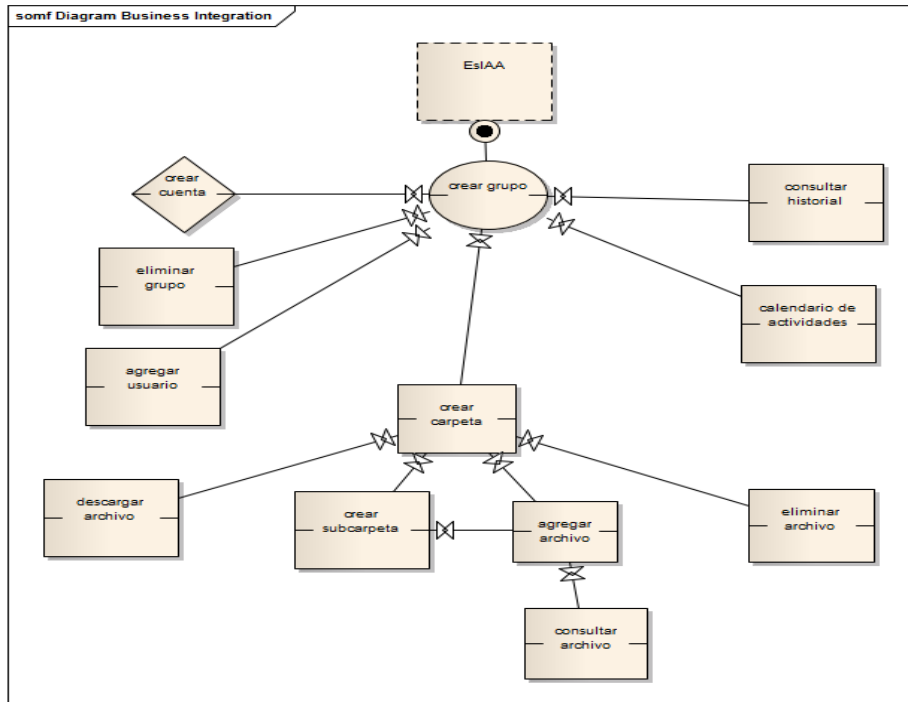 somf Diagram Business Integration
EsIAA
crear
cuenta
crear grupo
consultar
historial
eliminar
grupo
calendario de
actividades
agregar
usuario
crear
carpeta
descargar
archivo
crear
subcarpeta
agregar
archivo
eliminar
archivo
consultar
archivo